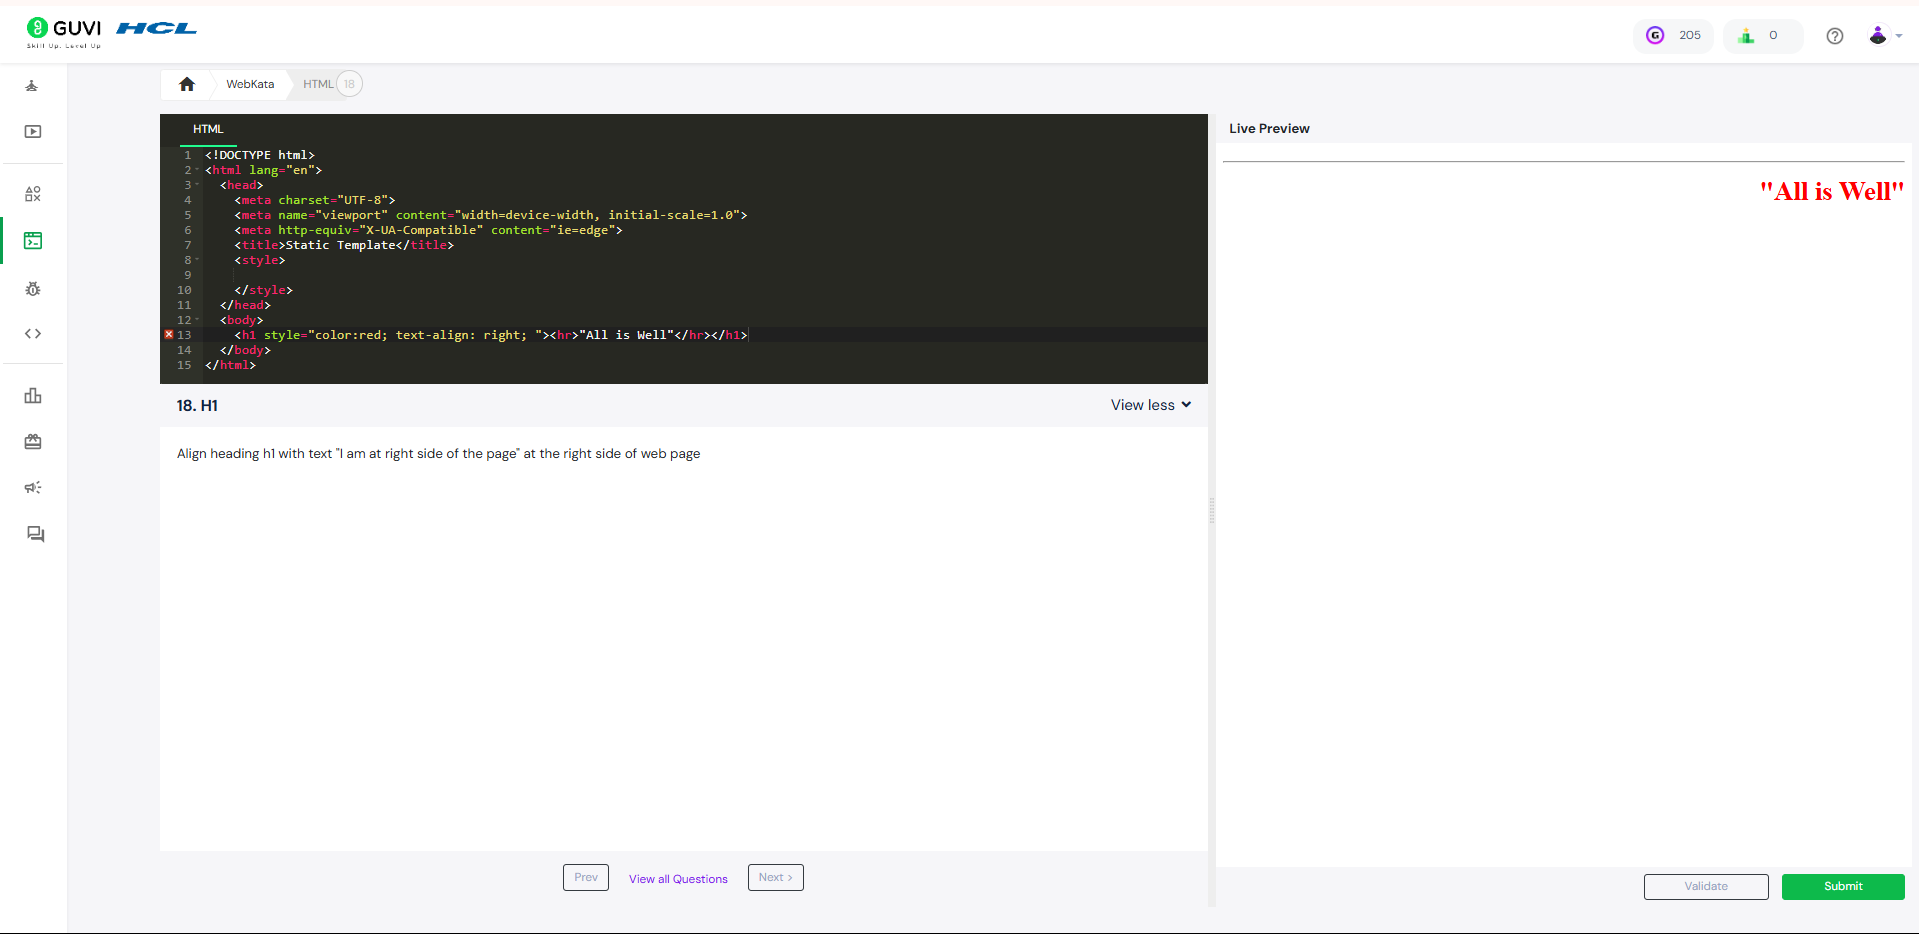 GUVI HCL
Skill Up. Level Up
205
0
WebKata
HTML 18
HTML
1 <!DOCTYPE html>
2 <html lang="en">
3 <head>
4 <meta charset="UTF-8">
5 <meta name="viewport" content="width=device-width, initial-scale=1.0">
6 <meta http-equiv="X-UA-Compatible" content="ie=edge">
7 <title>Static Template</title>
8 <style>
9
10 </style>
11 </head>
12 <body>
13 <h1 style="color:red; text-align: right; "><hr>"All is Well"</hr></h1>
14 </body>
15 </html>
18. H1
View less
Align heading h1 with text "I am at right side of the page" at the right side of web page
Prev
View all Questions
Next >
Live Preview
"All is Well"
Validate
Submit